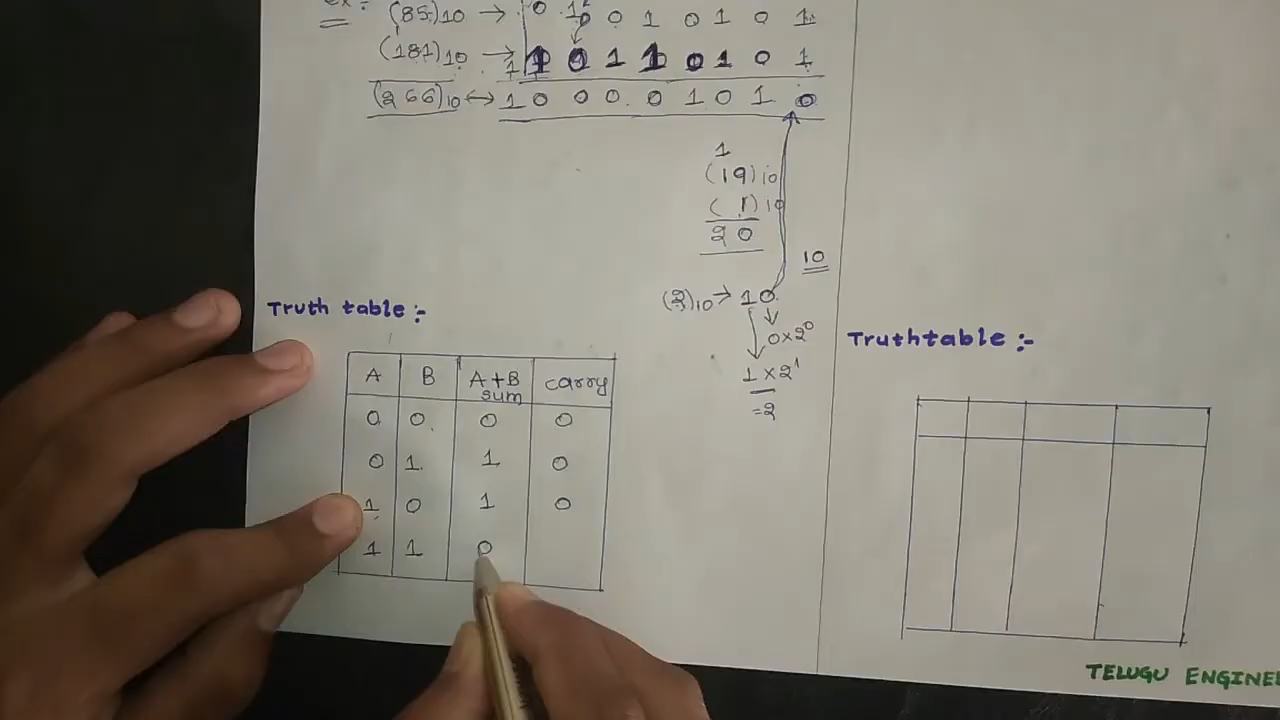 ex:
(85)10 → 0 1 0 1 0 1 0 1
(181)10 → 1 0 1 1 0 1 0 1
(266)10 ↔ 1 0 0 0 0 1 0 1 0
1
(19)10
( 1)10
20
10
(2)10 → 10
0×2⁰
1×2¹
=2
Truth table :-
A B A+B sum carry
0 0 0 0
0 1 1 0
1 0 1 0
1 1 0
Truthtable :-
TELUGU ENGINEE